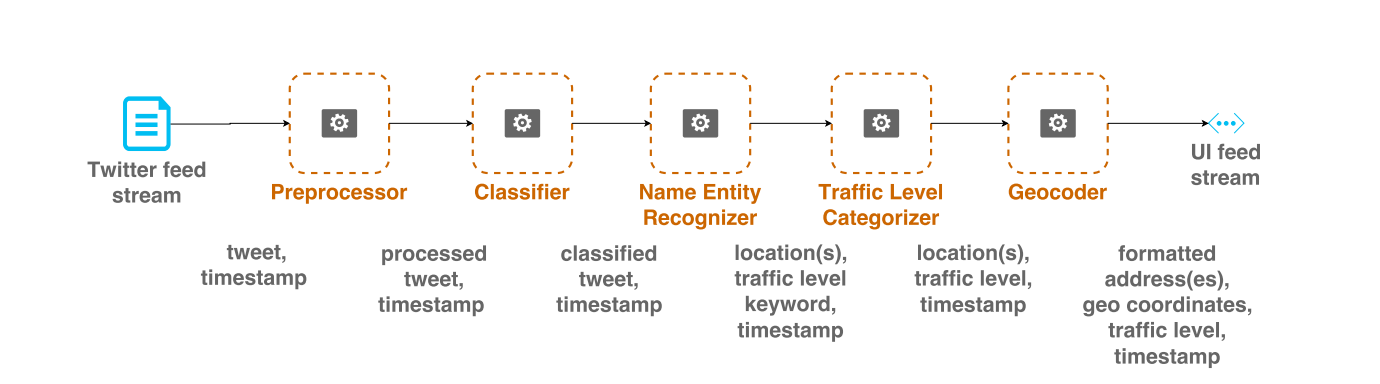 Twitter feed
stream
Preprocessor
Classifier
Name Entity
Recognizer
Traffic Level
Categorizer
Geocoder
UI feed
stream
tweet,
timestamp
processed
tweet,
timestamp
classified
tweet,
timestamp
location(s),
traffic level
keyword,
timestamp
location(s),
traffic level,
timestamp
formatted
address(es),
geo coordinates,
traffic level,
timestamp